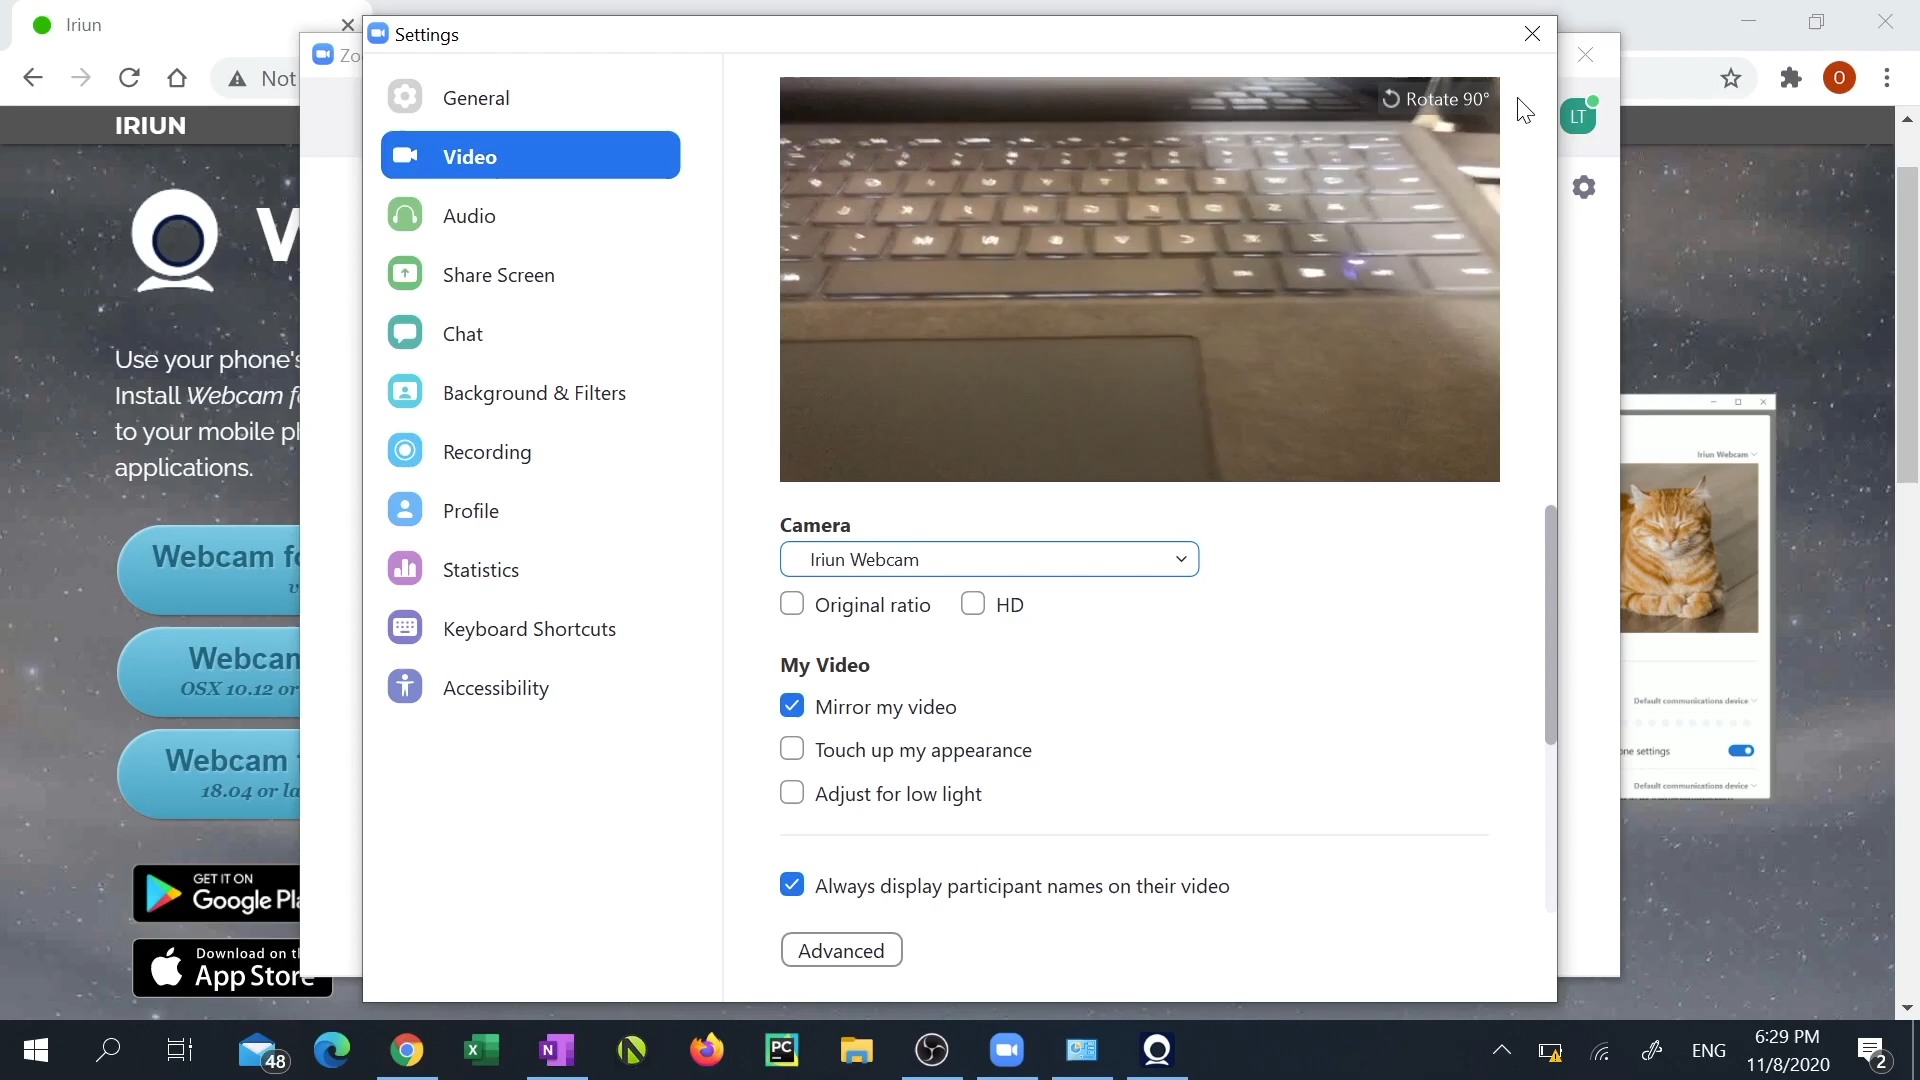 Iriun
Not
IRIUN
W
Use your phone's
Install Webcam f
to your mobile ph
applications.
Webcam fo
Webcam
OSX 10.12 or
Webcam
18.04 or la
GET IT ON
Google Pla
Download on th
App Store
Zo
Settings
General
Video
Audio
Share Screen
Chat
Background & Filters
Recording
Profile
Statistics
Keyboard Shortcuts
Accessibility
Rotate 90°
Camera
Iriun Webcam
Original ratio
HD
My Video
Mirror my video
Touch up my appearance
Adjust for low light
Always display participant names on their video
Advanced
O
LT
Iriun Webcam
Default communications device
ne settings
Default communications device
48
X
N
PC
ENG
6:29 PM
11/8/2020
2